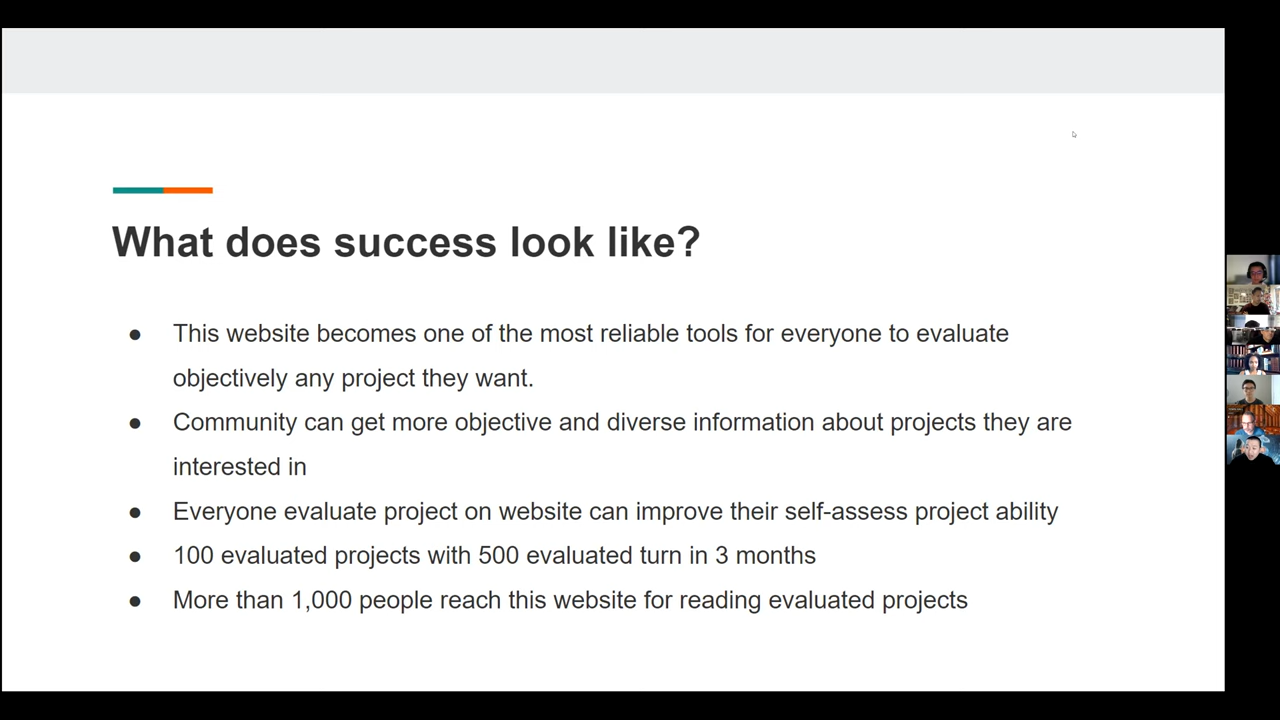 What does success look like?
● This website becomes one of the most reliable tools for everyone to evaluate
objectively any project they want.
● Community can get more objective and diverse information about projects they are
interested in
● Everyone evaluate project on website can improve their self-assess project ability
● 100 evaluated projects with 500 evaluated turn in 3 months
● More than 1,000 people reach this website for reading evaluated projects